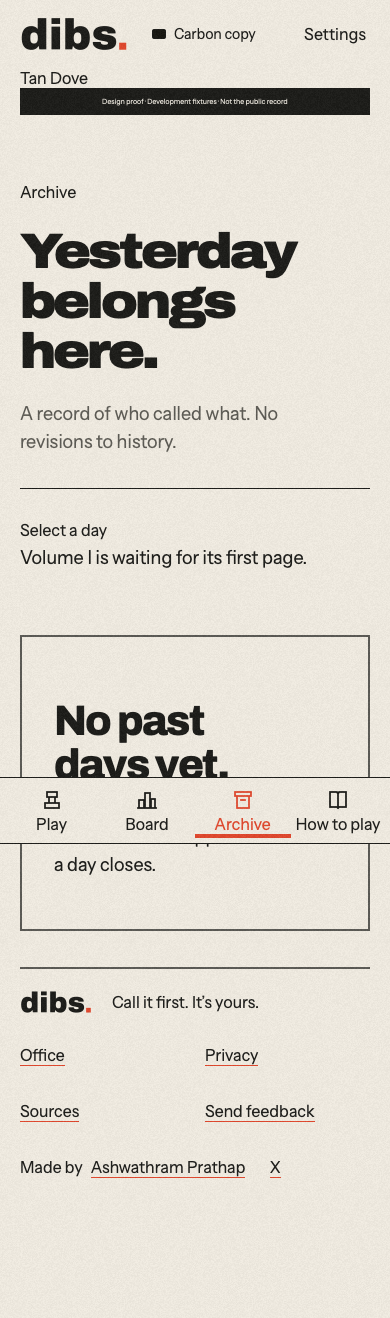 dibs.
Carbon copy
Settings
Tan Dove
Design proof · Development fixtures · Not the public record
Archive
Yesterday
belongs
here.
A record of who called what. No
revisions to history.
Select a day
Volume I is waiting for its first page.
No past
days yet.
Play
Board
Archive
How to play
a day closes.
dibs.
Call it first. It's yours.
Office
Privacy
Sources
Send feedback
Made by Ashwathram Prathap X